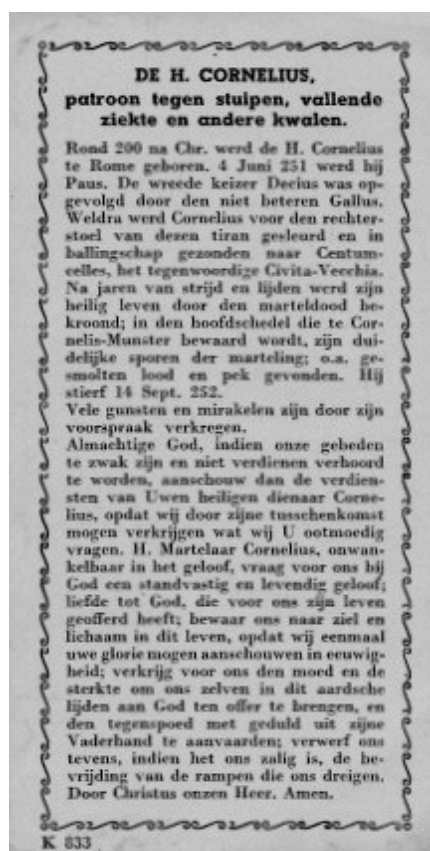 DE H. CORNELIUS,
patroon tegen stuipen, vallende
ziekte en andere kwalen.
Rond 200 na Chr. werd de H. Cornelius
te Rome geboren. 4 Juni 251 werd hij
Paus. De wreede keizer Decius was op-
gevolgd door den niet beteren Gallus.
Weldra werd Cornelius voor den rechter-
stoel van dezen tiran gesleurd en in
ballingschap gezonden naar Centum-
celles, het tegenwoordige Civita-Vecchia.
Na jaren van strijd en lijden werd zijn
heilig leven door den marteldood be-
kroond; in den hoofdschedel die te Cor-
nelis-Munster bewaard wordt, zijn dui-
delijke sporen der marteling; o.a. ge-
smolten lood en pek gevonden. Hij
stierf 14 Sept. 252.
Vele gunsten en mirakelen zijn door zijn
voorspraak verkregen.
Almachtige God, indien onze gebeden
te zwak zijn en niet verdienen verhoord
te worden, aanschouw dan de verdien-
sten van Uwen heiligen dienaar Corne-
lius, opdat wij door zijne tusschenkomst
mogen verkrijgen wat wij U ootmoedig
vragen. H. Martelaar Cornelius, onwan-
kelbaar in het geloof, vraag voor ons bij
God een standvastig en levendig geloof;
liefde tot God, die voor ons zijn leven
geofferd heeft; bewaar ons naar ziel en
lichaam in dit leven, opdat wij eenmaal
uwe glorie mogen aanschouwen in eeuwig-
heid; verkrijg voor ons den moed en de
sterkte om ons zelven in dit aardsche
lijden aan God ten offer te brengen, en
den tegenspoed met geduld uit zijne
Vaderhand te aanvaarden; verwerf ons
tevens, indien het ons zalig is, de be-
vrijding van de rampen die ons dreigen.
Door Christus onzen Heer. Amen.
K 833